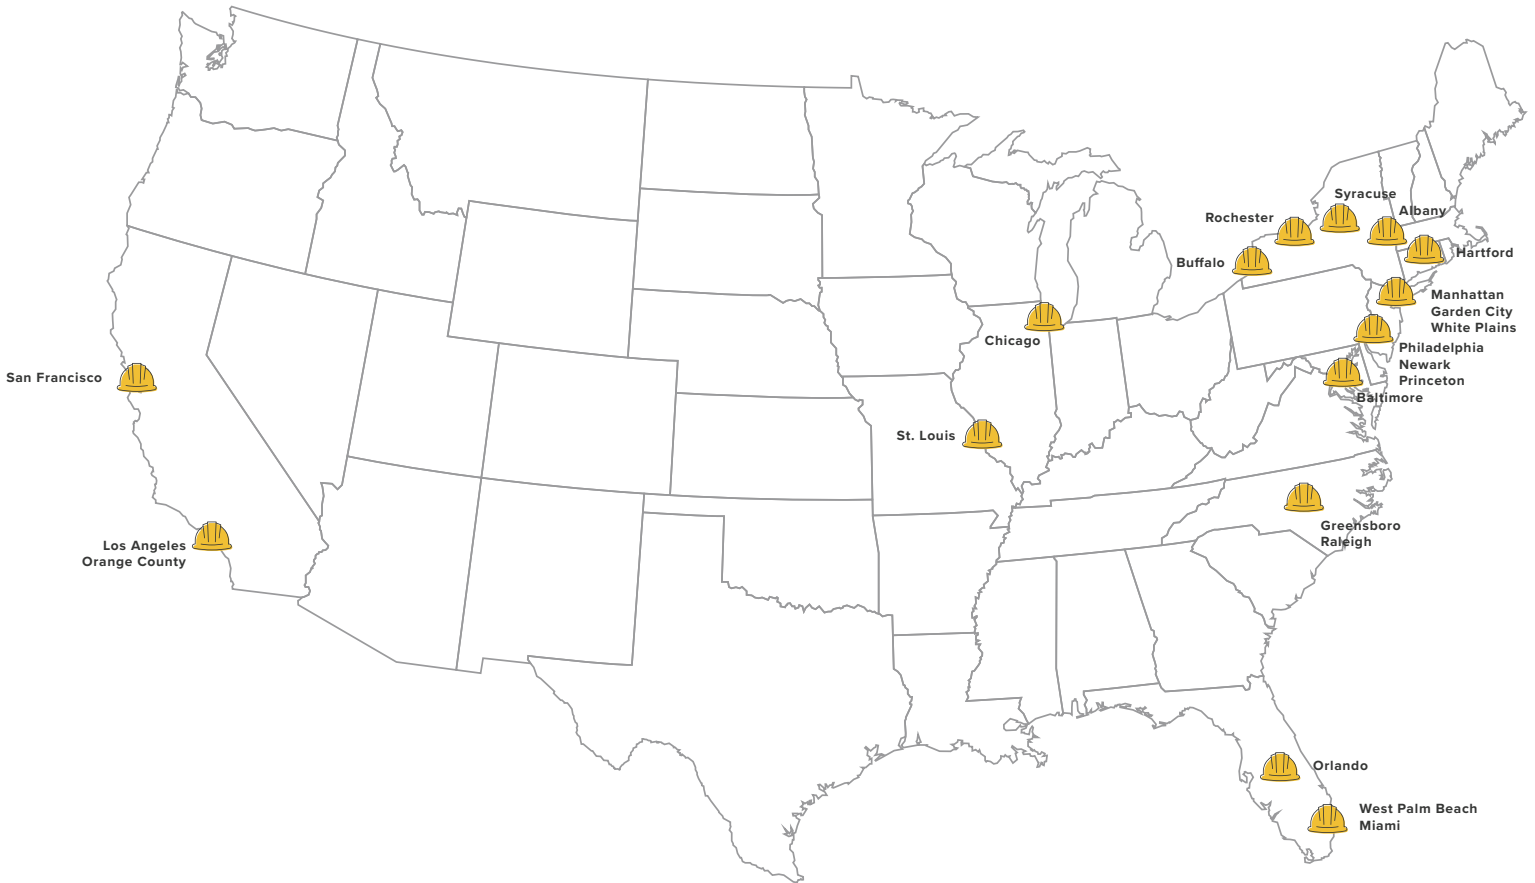 Syracuse
Albany
Rochester
Hartford
Buffalo
Manhattan
Garden City
White Plains
Chicago
Philadelphia
Newark
Princeton
San Francisco
Baltimore
St. Louis
Greensboro
Raleigh
Los Angeles
Orange County
Orlando
West Palm Beach
Miami